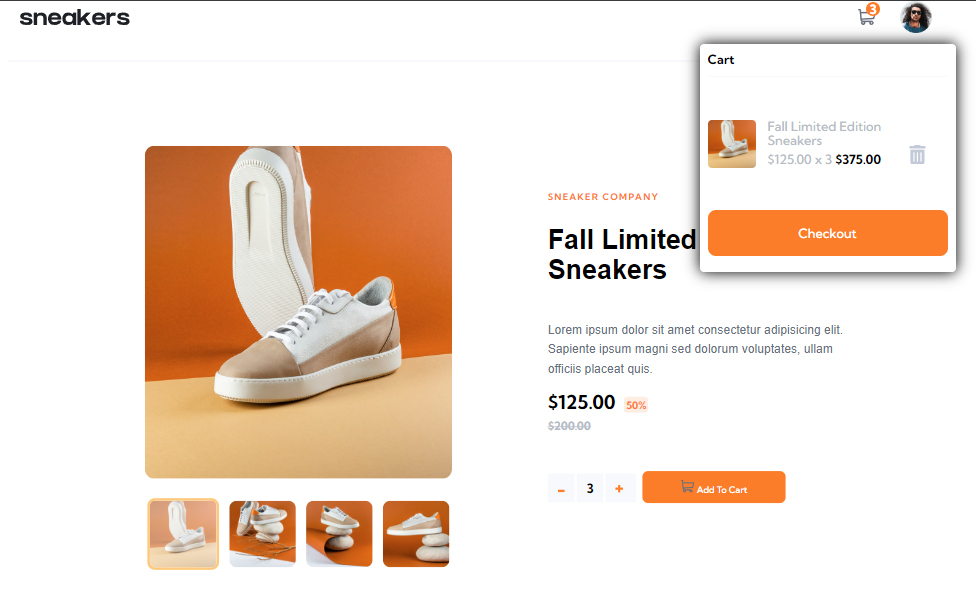 sneakers
3
Cart
Fall Limited Edition
Sneakers
$125.00 x 3 $375.00
Checkout
SNEAKER COMPANY
Fall Limited
Sneakers
Lorem ipsum dolor sit amet consectetur adipisicing elit.
Sapiente ipsum magni sed dolorum voluptates, ullam
officiis placeat quis.
$125.00 50%
$200.00
- 3 + Add To Cart